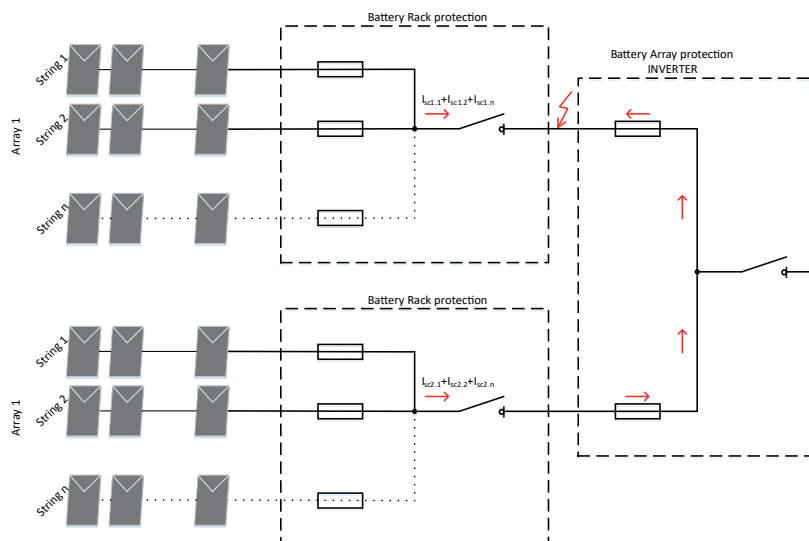 Battery Rack protection
String 1
String 2
String n
Array 1
Isc1.1+Isc1.2+Isc1.n
Battery Array protection
INVERTER
Battery Rack protection
String 1
String 2
String n
Array 1
Isc2.1+Isc2.2+Isc2.n